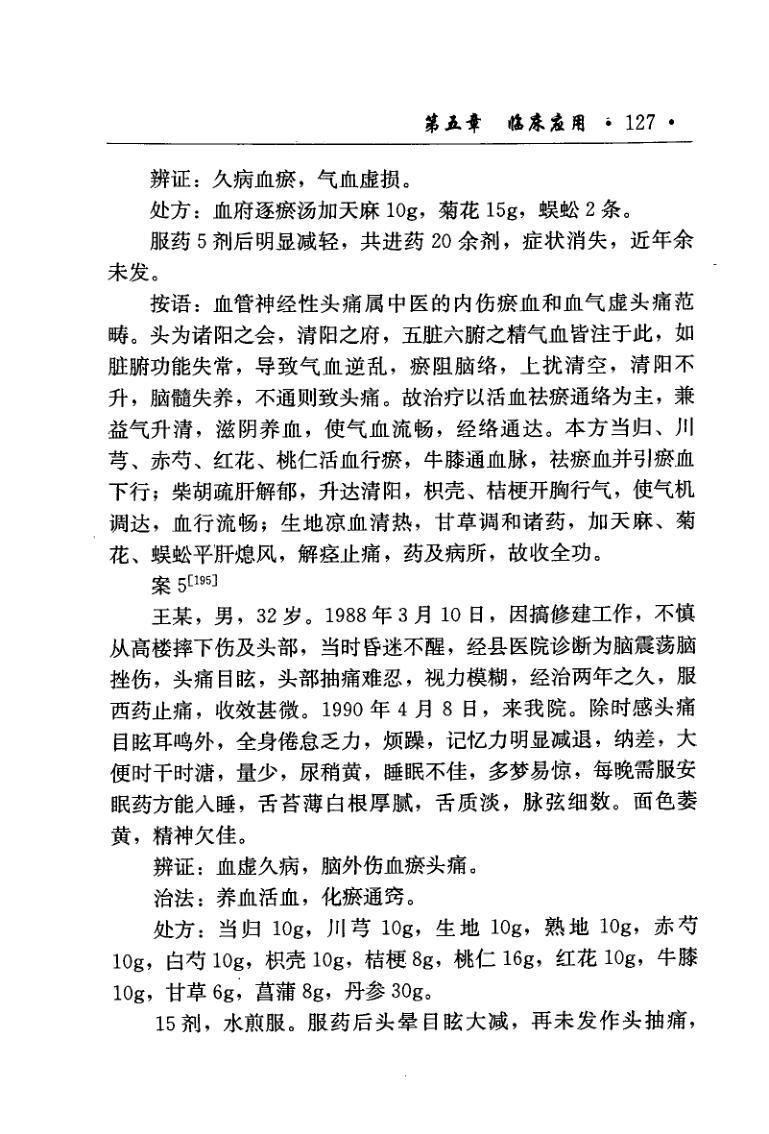 第五章　临床应用 · 127 ·
辨证：久病血瘀，气血虚损。
处方：血府逐瘀汤加天麻 10g，菊花 15g，蜈蚣 2 条。
服药 5 剂后明显减轻，共进药 20 余剂，症状消失，近年余
未发。
按语：血管神经性头痛属中医的内伤瘀血和血气虚头痛范
畴。头为诸阳之会，清阳之府，五脏六腑之精气血皆注于此，如
脏腑功能失常，导致气血逆乱，瘀阻脑络，上扰清空，清阳不
升，脑髓失养，不通则致头痛。故治疗以活血祛瘀通络为主，兼
益气升清，滋阴养血，使气血流畅，经络通达。本方当归、川
芎、赤芍、红花、桃仁活血行瘀，牛膝通血脉，祛瘀血并引瘀血
下行；柴胡疏肝解郁，升达清阳，枳壳、桔梗开胸行气，使气机
调达，血行流畅；生地凉血清热，甘草调和诸药，加天麻、菊
花、蜈蚣平肝熄风，解痉止痛，药及病所，故收全功。
案 5[195]
王某，男，32 岁。1988 年 3 月 10 日，因搞修建工作，不慎
从高楼摔下伤及头部，当时昏迷不醒，经县医院诊断为脑震荡脑
挫伤，头痛目眩，头部抽痛难忍，视力模糊，经治两年之久，服
西药止痛，收效甚微。1990 年 4 月 8 日，来我院。除时感头痛
目眩耳鸣外，全身倦怠乏力，烦躁，记忆力明显减退，纳差，大
便时干时溏，量少，尿稍黄，睡眠不佳，多梦易惊，每晚需服安
眠药方能入睡，舌苔薄白根厚腻，舌质淡，脉弦细数。面色萎
黄，精神欠佳。
辨证：血虚久病，脑外伤血瘀头痛。
治法：养血活血，化瘀通窍。
处方：当归 10g，川芎 10g，生地 10g，熟地 10g，赤芍
10g，白芍 10g，枳壳 10g，桔梗 8g，桃仁 16g，红花 10g，牛膝
10g，甘草 6g，菖蒲 8g，丹参 30g。
15 剂，水煎服。服药后头晕目眩大减，再未发作头抽痛，